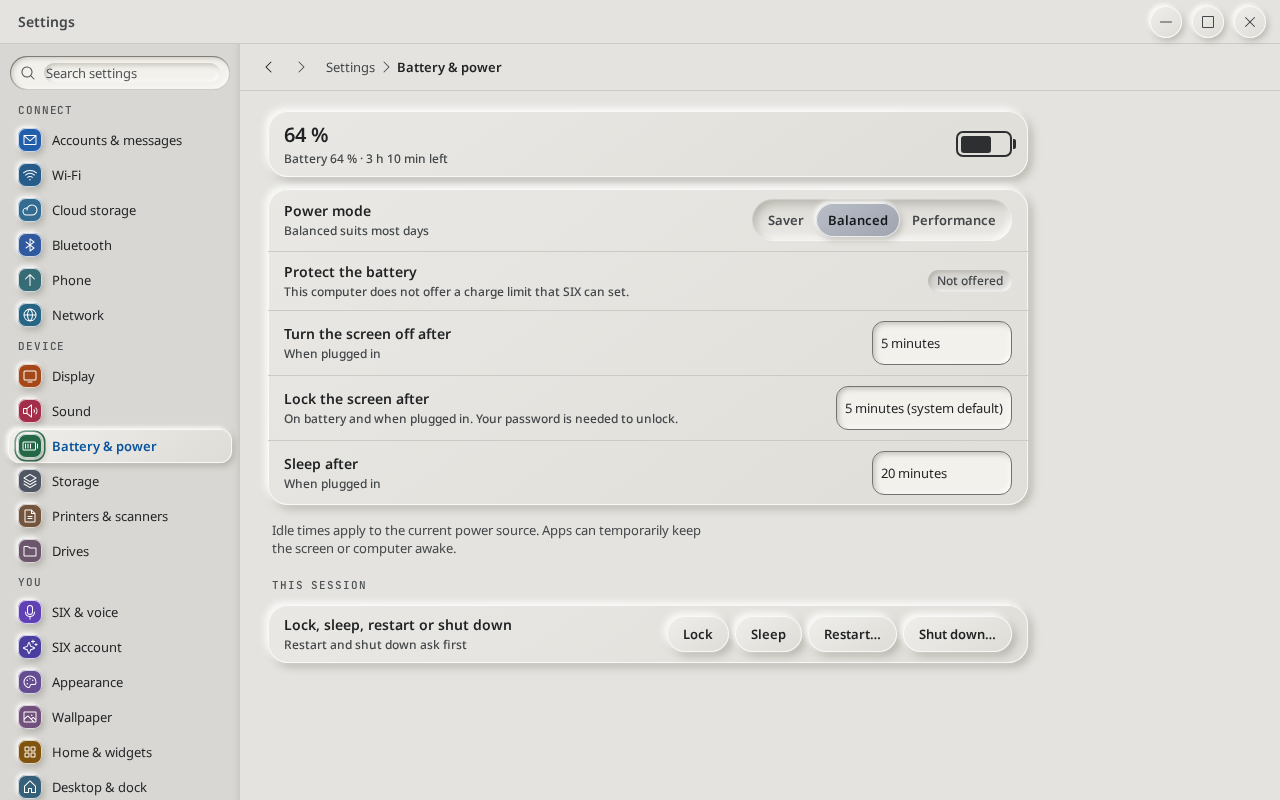 Settings
Search settings
CONNECT
Accounts & messages
Wi-Fi
Cloud storage
Bluetooth
Phone
Network
DEVICE
Display
Sound
Battery & power
Storage
Printers & scanners
Drives
YOU
SIX & voice
SIX account
Appearance
Wallpaper
Home & widgets
Desktop & dock
Settings
Battery & power
64 %
Battery 64 % · 3 h 10 min left
Power mode
Balanced suits most days
Saver
Balanced
Performance
Protect the battery
This computer does not offer a charge limit that SIX can set.
Not offered
Turn the screen off after
When plugged in
5 minutes
Lock the screen after
On battery and when plugged in. Your password is needed to unlock.
5 minutes (system default)
Sleep after
When plugged in
20 minutes
Idle times apply to the current power source. Apps can temporarily keep
the screen or computer awake.
THIS SESSION
Lock, sleep, restart or shut down
Restart and shut down ask first
Lock
Sleep
Restart...
Shut down...